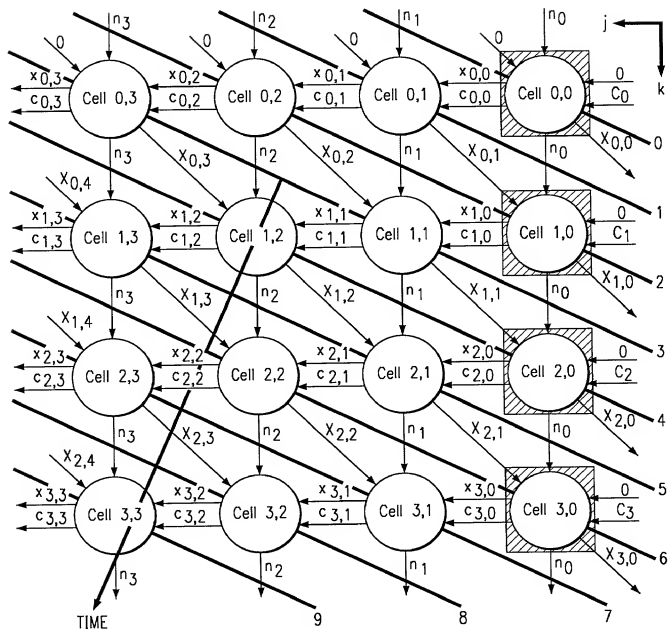 n3 n2 n1 n0 j
0 0 0 0 k
x0,3 Cell 0,3 x0,2 Cell 0,2 x0,1 Cell 0,1 x0,0 Cell 0,0 0
c0,3 c0,2 c0,1 c0,0 C0
n3 X0,3 n2 X0,2 n1 X0,1 n0 X0,0 0
X0,4 1
x1,3 Cell 1,3 x1,2 Cell 1,2 x1,1 Cell 1,1 x1,0 Cell 1,0 0
c1,3 c1,2 c1,1 c1,0 C1
n3 X1,3 n2 X1,2 n1 X1,1 n0 X1,0 2
X1,4 3
x2,3 Cell 2,3 x2,2 Cell 2,2 x2,1 Cell 2,1 x2,0 Cell 2,0 0
c2,3 c2,2 c2,1 c2,0 C2
n3 X2,3 n2 X2,2 n1 X2,1 n0 X2,0 4
X2,4 5
x3,3 Cell 3,3 x3,2 Cell 3,2 x3,1 Cell 3,1 x3,0 Cell 3,0 0
c3,3 c3,2 c3,1 c3,0 C3
n3 n2 n1 n0 X3,0 6
TIME 9 8 7